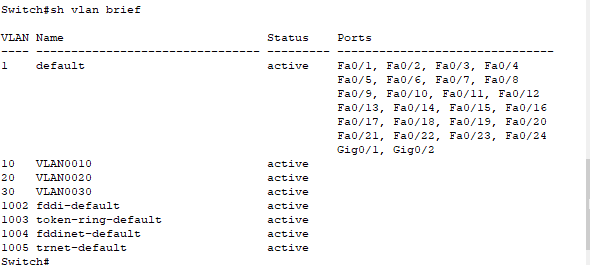 Switch#sh vlan brief
VLAN Name                             Status    Ports
---- -------------------------------- --------- -------------------------------
1    default                          active    Fa0/1, Fa0/2, Fa0/3, Fa0/4
                                                Fa0/5, Fa0/6, Fa0/7, Fa0/8
                                                Fa0/9, Fa0/10, Fa0/11, Fa0/12
                                                Fa0/13, Fa0/14, Fa0/15, Fa0/16
                                                Fa0/17, Fa0/18, Fa0/19, Fa0/20
                                                Fa0/21, Fa0/22, Fa0/23, Fa0/24
                                                Gig0/1, Gig0/2
10   VLAN0010                         active
20   VLAN0020                         active
30   VLAN0030                         active
1002 fddi-default                     active
1003 token-ring-default               active
1004 fddinet-default                  active
1005 trnet-default                    active
Switch#